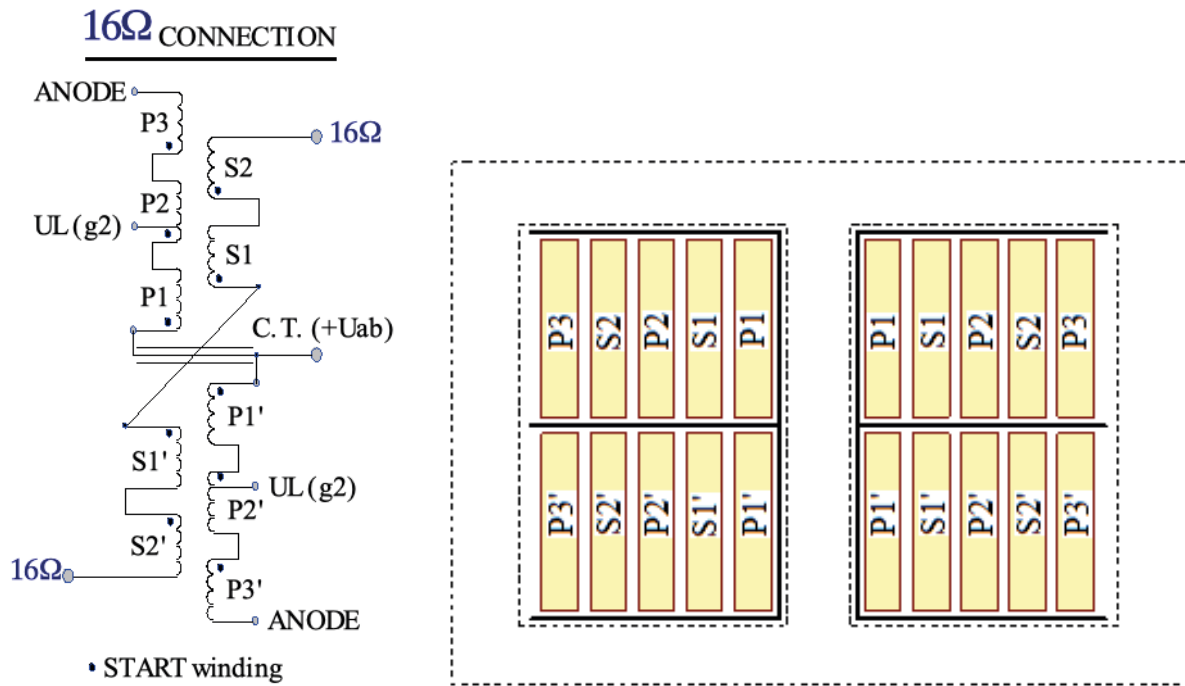 16Ω CONNECTION
ANODE
P3
16Ω
S2
P2
UL (g2)
S1
P1
C.T. (+Uab)
P1'
S1'
UL (g2)
P2'
S2'
16Ω
P3'
ANODE
• START winding
P3 S2 P2 S1 P1 P1 S1 P2 S2 P3
P3' S2' P2' S1' P1' P1' S1' P2' S2' P3'